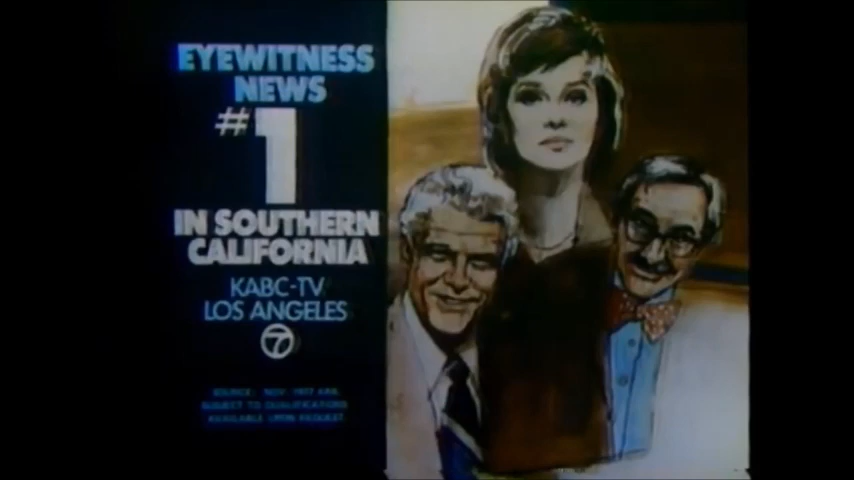 EYEWITNESS
NEWS
#1
IN SOUTHERN
CALIFORNIA
KABC-TV
LOS ANGELES
7
SOURCE: NOV. 1977 ARB.
SUBJECT TO QUALIFICATIONS
AVAILABLE UPON REQUEST.